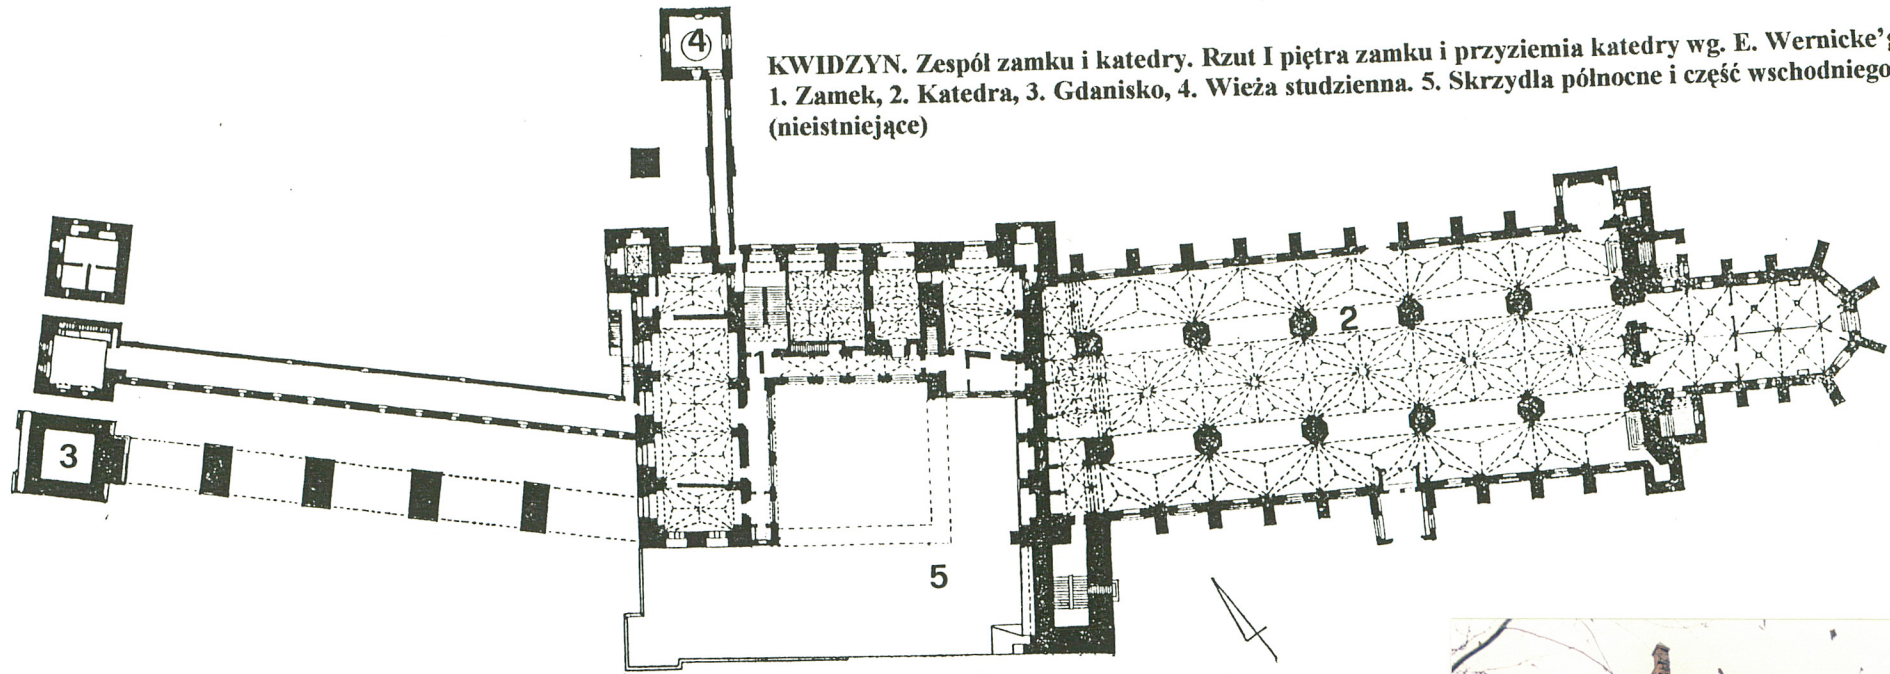 KWIDZYN. Zespół zamku i katedry. Rzut I piętra zamku i przyziemia katedry wg. E. Wernicke’g
1. Zamek, 2. Katedra, 3. Gdanisko, 4. Wieża studzienna. 5. Skrzydła północne i część wschodniego
(nieistniejące)
4
2
3
5